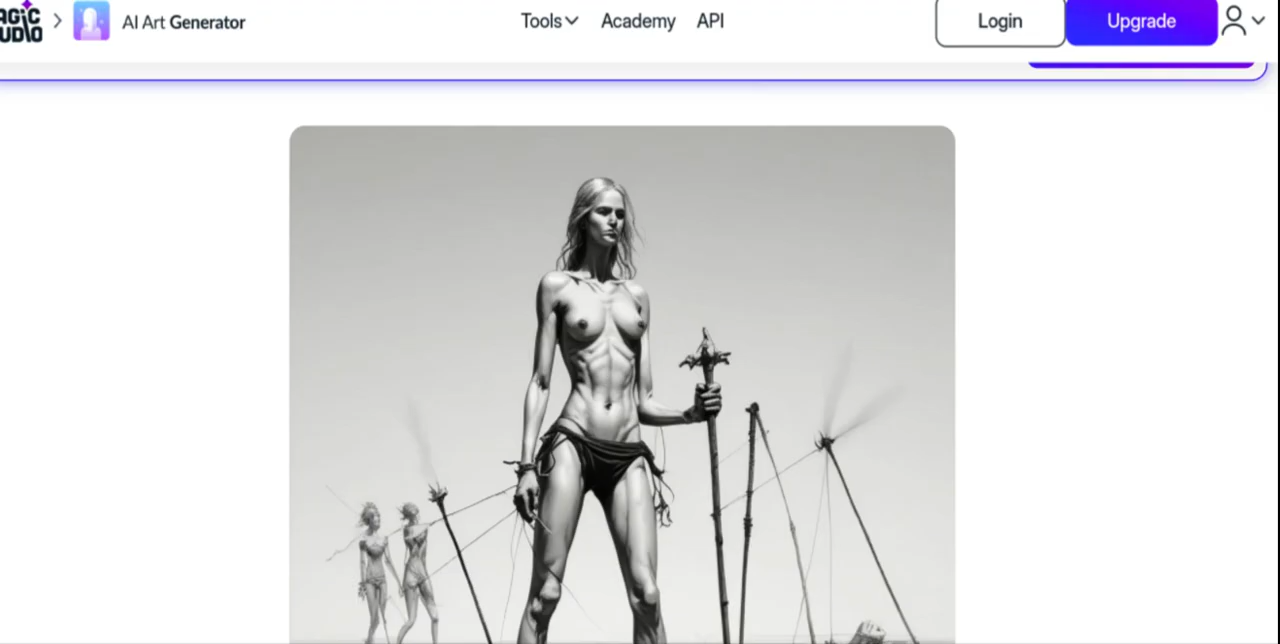 AI Art Generator
Tools
Academy
API
Login
Upgrade